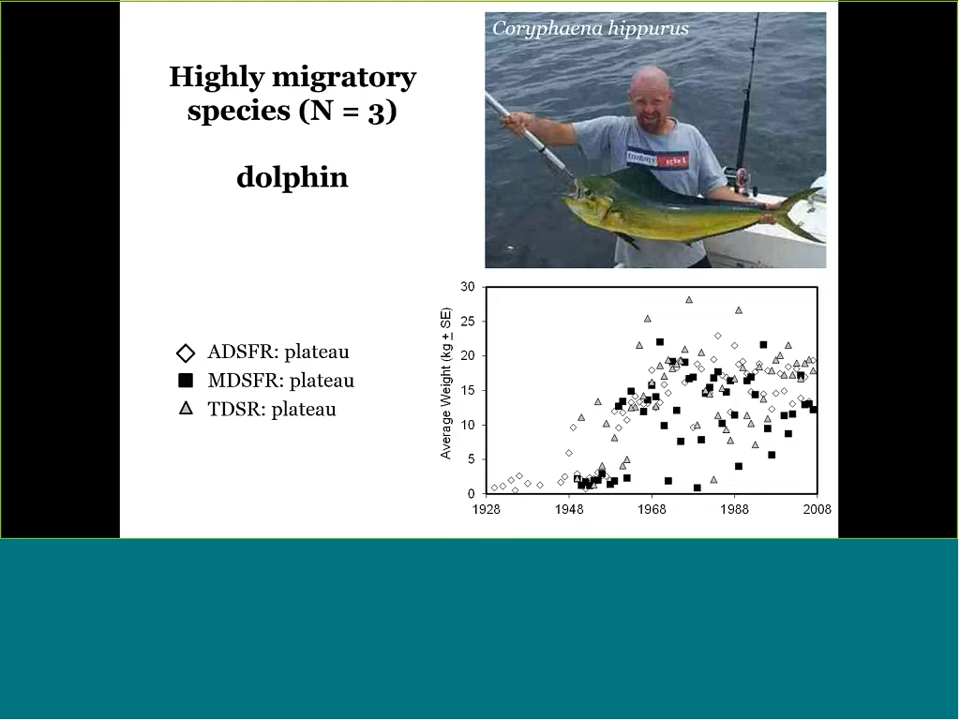 Highly migratory
species (N = 3)
dolphin
Coryphaena hippurus
ADSFR: plateau
MDSFR: plateau
TDSR: plateau
Average Weight (kg ± SE)
30
25
20
15
10
5
0
1928 1948 1968 1988 2008